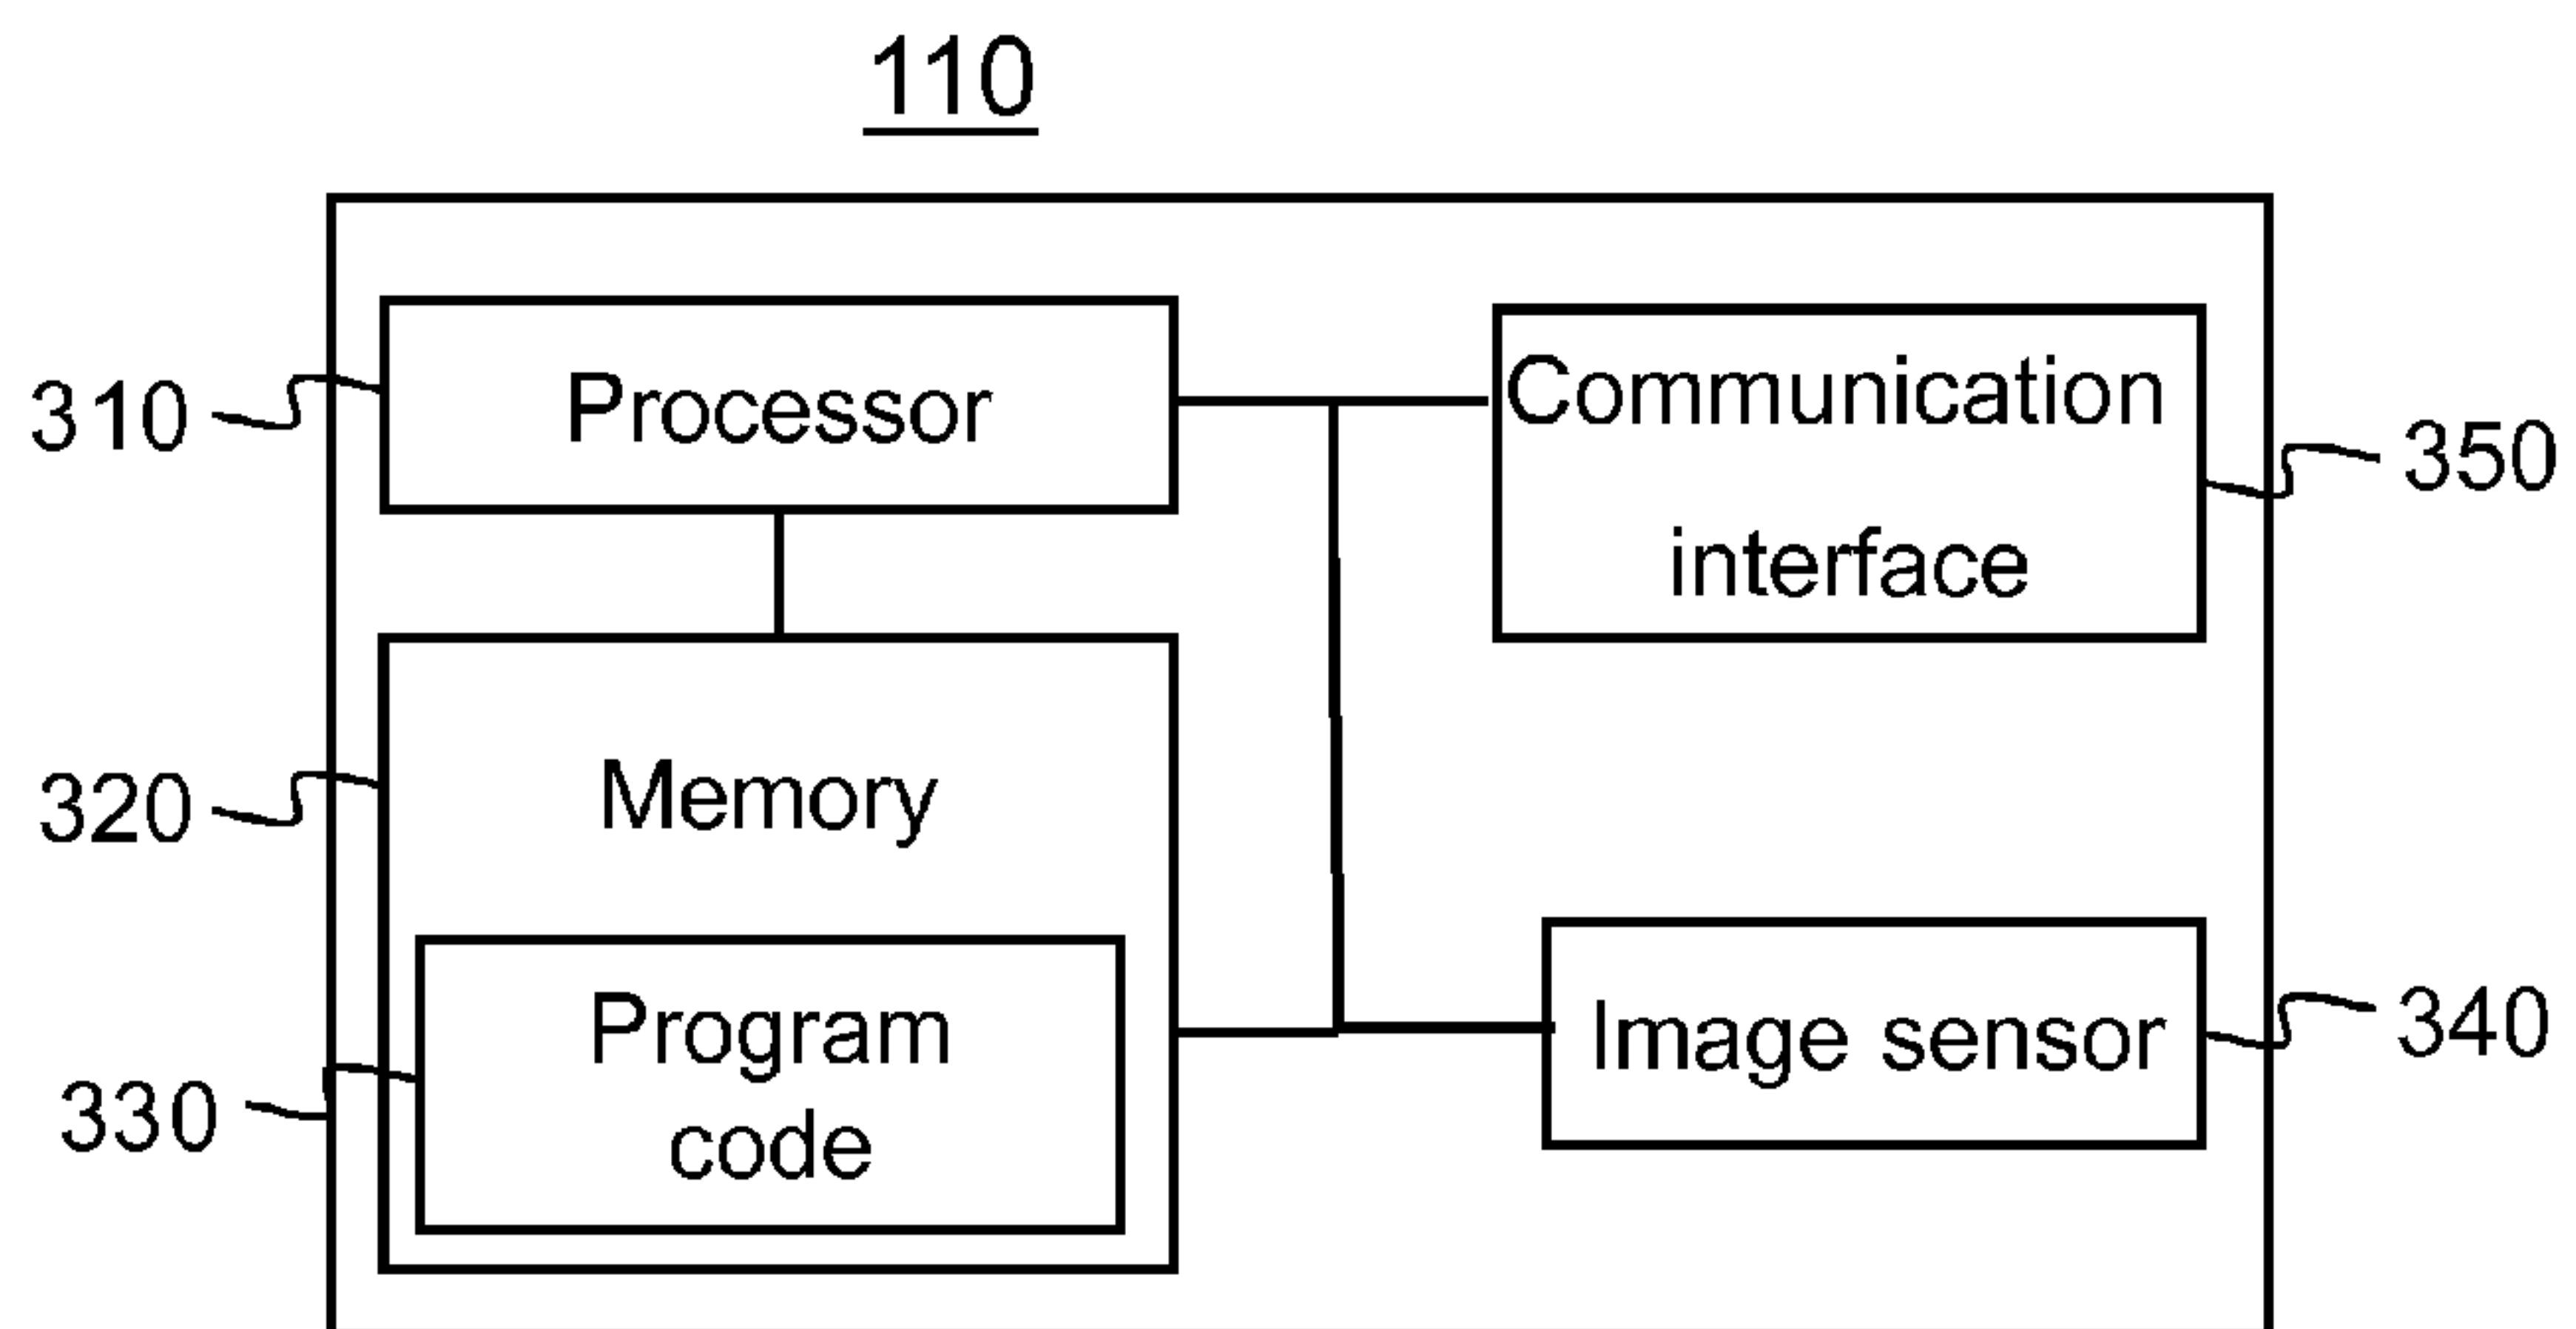 110
310
Processor
Communication
interface
350
320
Memory
330
Program
code
Image sensor
340